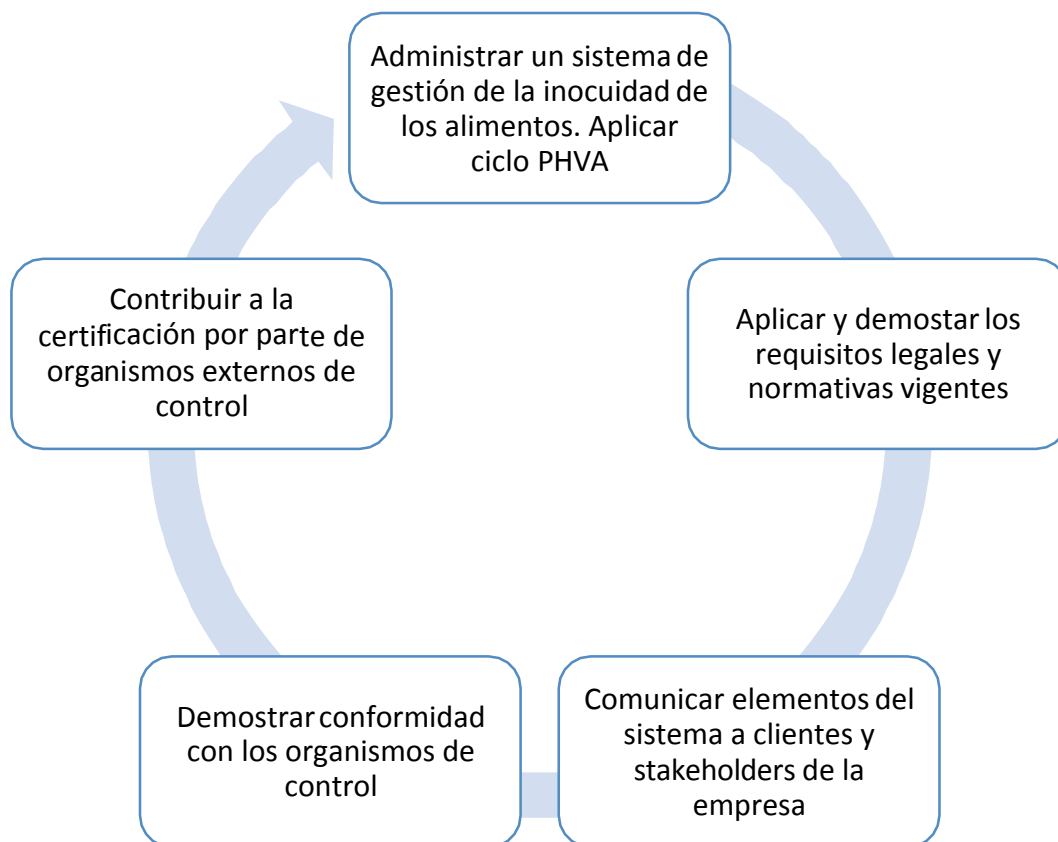 Administrar un sistema de
gestión de la inocuidad de
los alimentos. Aplicar
ciclo PHVA
Aplicar y demostar los
requisitos legales y
normativas vigentes
Comunicar elementos del
sistema a clientes y
stakeholders de la
empresa
Demostrar conformidad
con los organismos de
control
Contribuir a la
certificación por parte de
organismos externos de
control